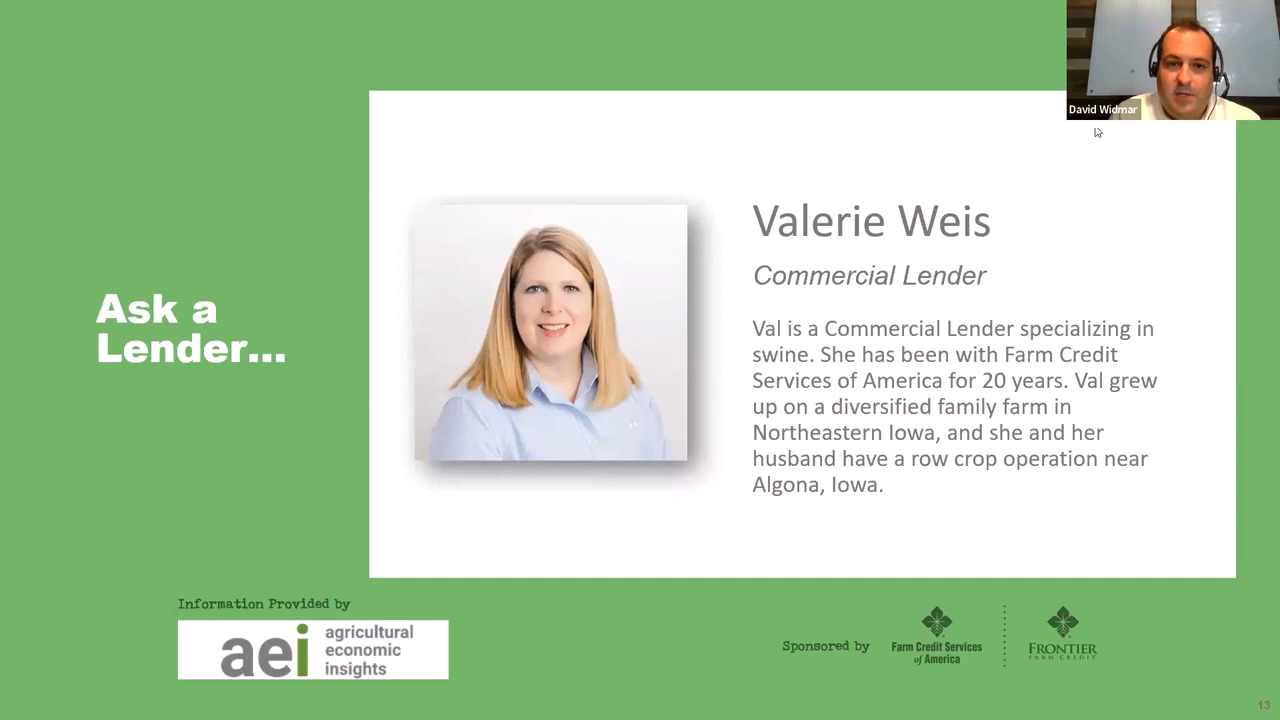 David Widmar
Ask a
Lender...
Valerie Weis
Commercial Lender
Val is a Commercial Lender specializing in
swine. She has been with Farm Credit
Services of America for 20 years. Val grew
up on a diversified family farm in
Northeastern Iowa, and she and her
husband have a row crop operation near
Algona, Iowa.
Information Provided by
aei
agricultural
economic
insights
Sponsored by
Farm Credit Services
of America
FRONTIER
FARM CREDIT
13